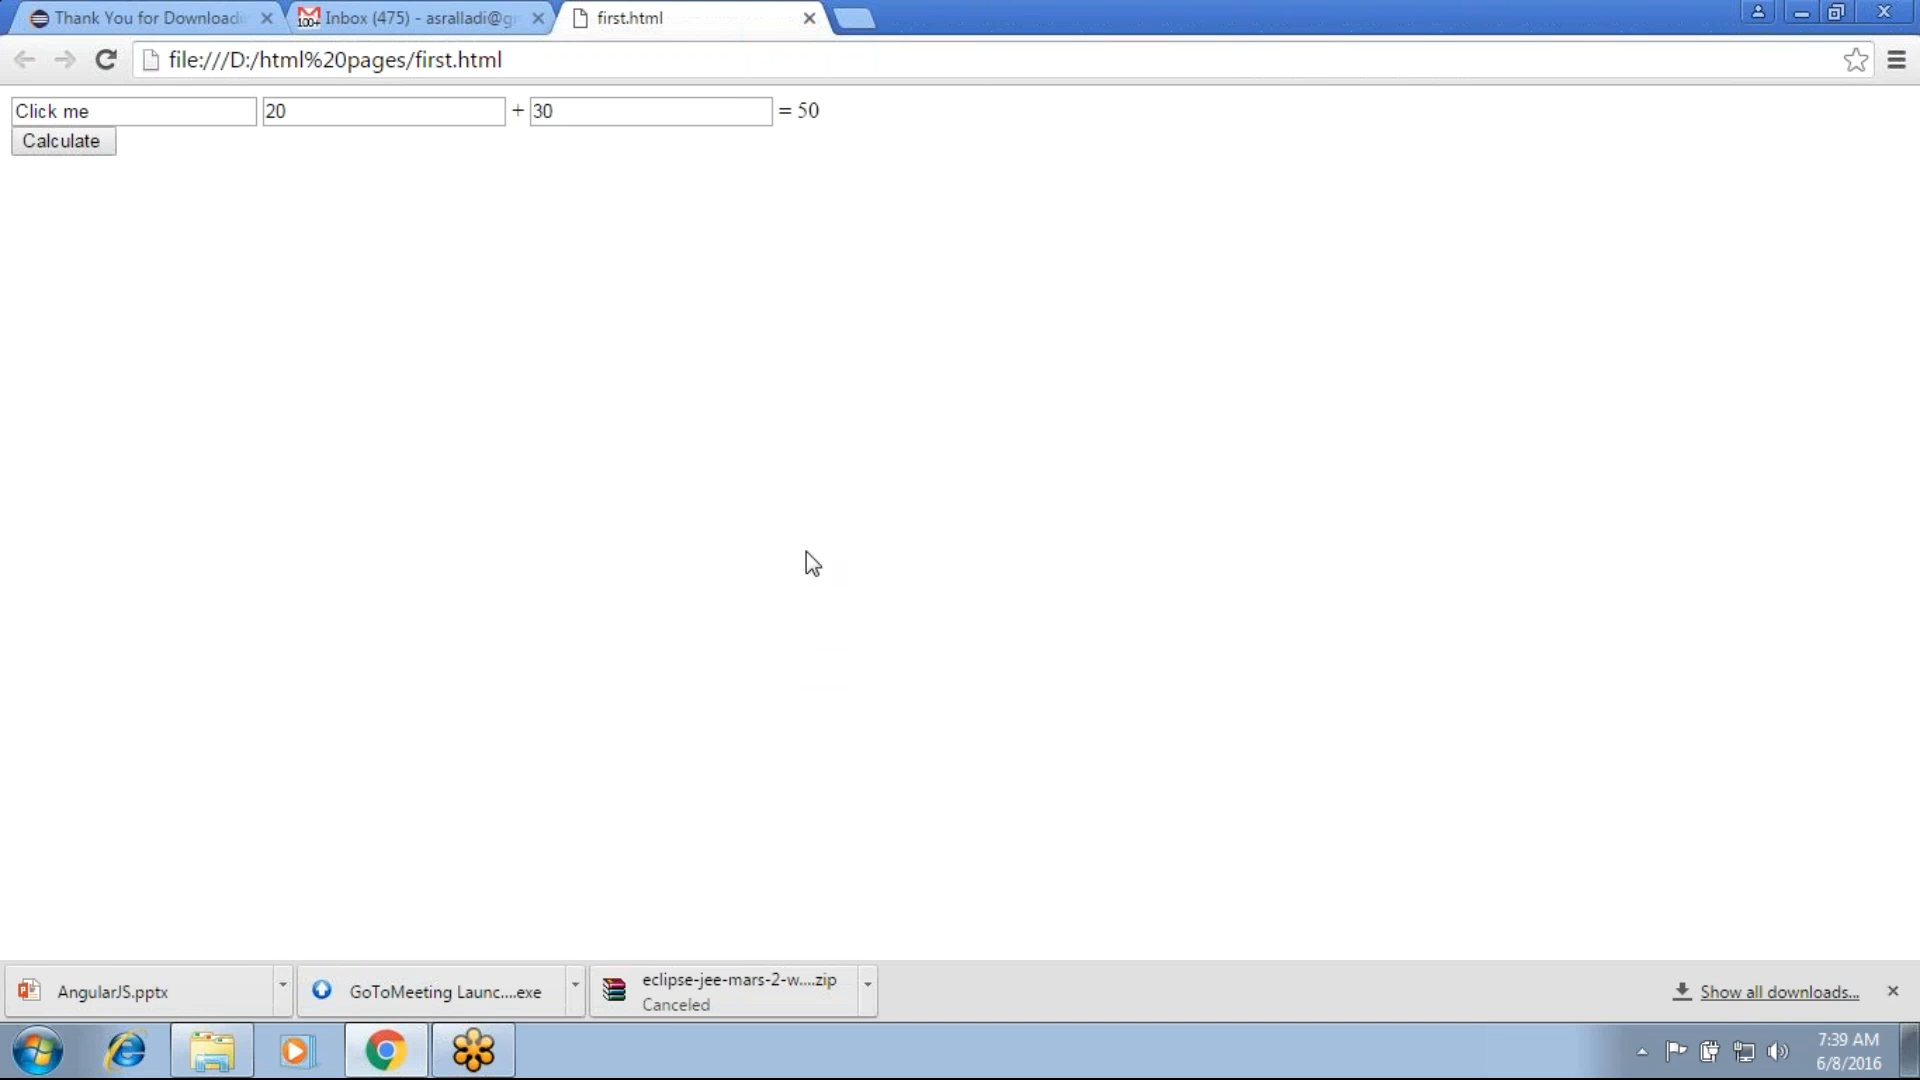 Thank You for Downloadi
100+ Inbox (475) - asralladi@g
first.html
file:///D:/html%20pages/first.html
Click me 20 + 30 = 50
Calculate
AngularJS.pptx
GoToMeeting Launc....exe
eclipse-jee-mars-2-w....zip
Canceled
Show all downloads...
7:39 AM
6/8/2016